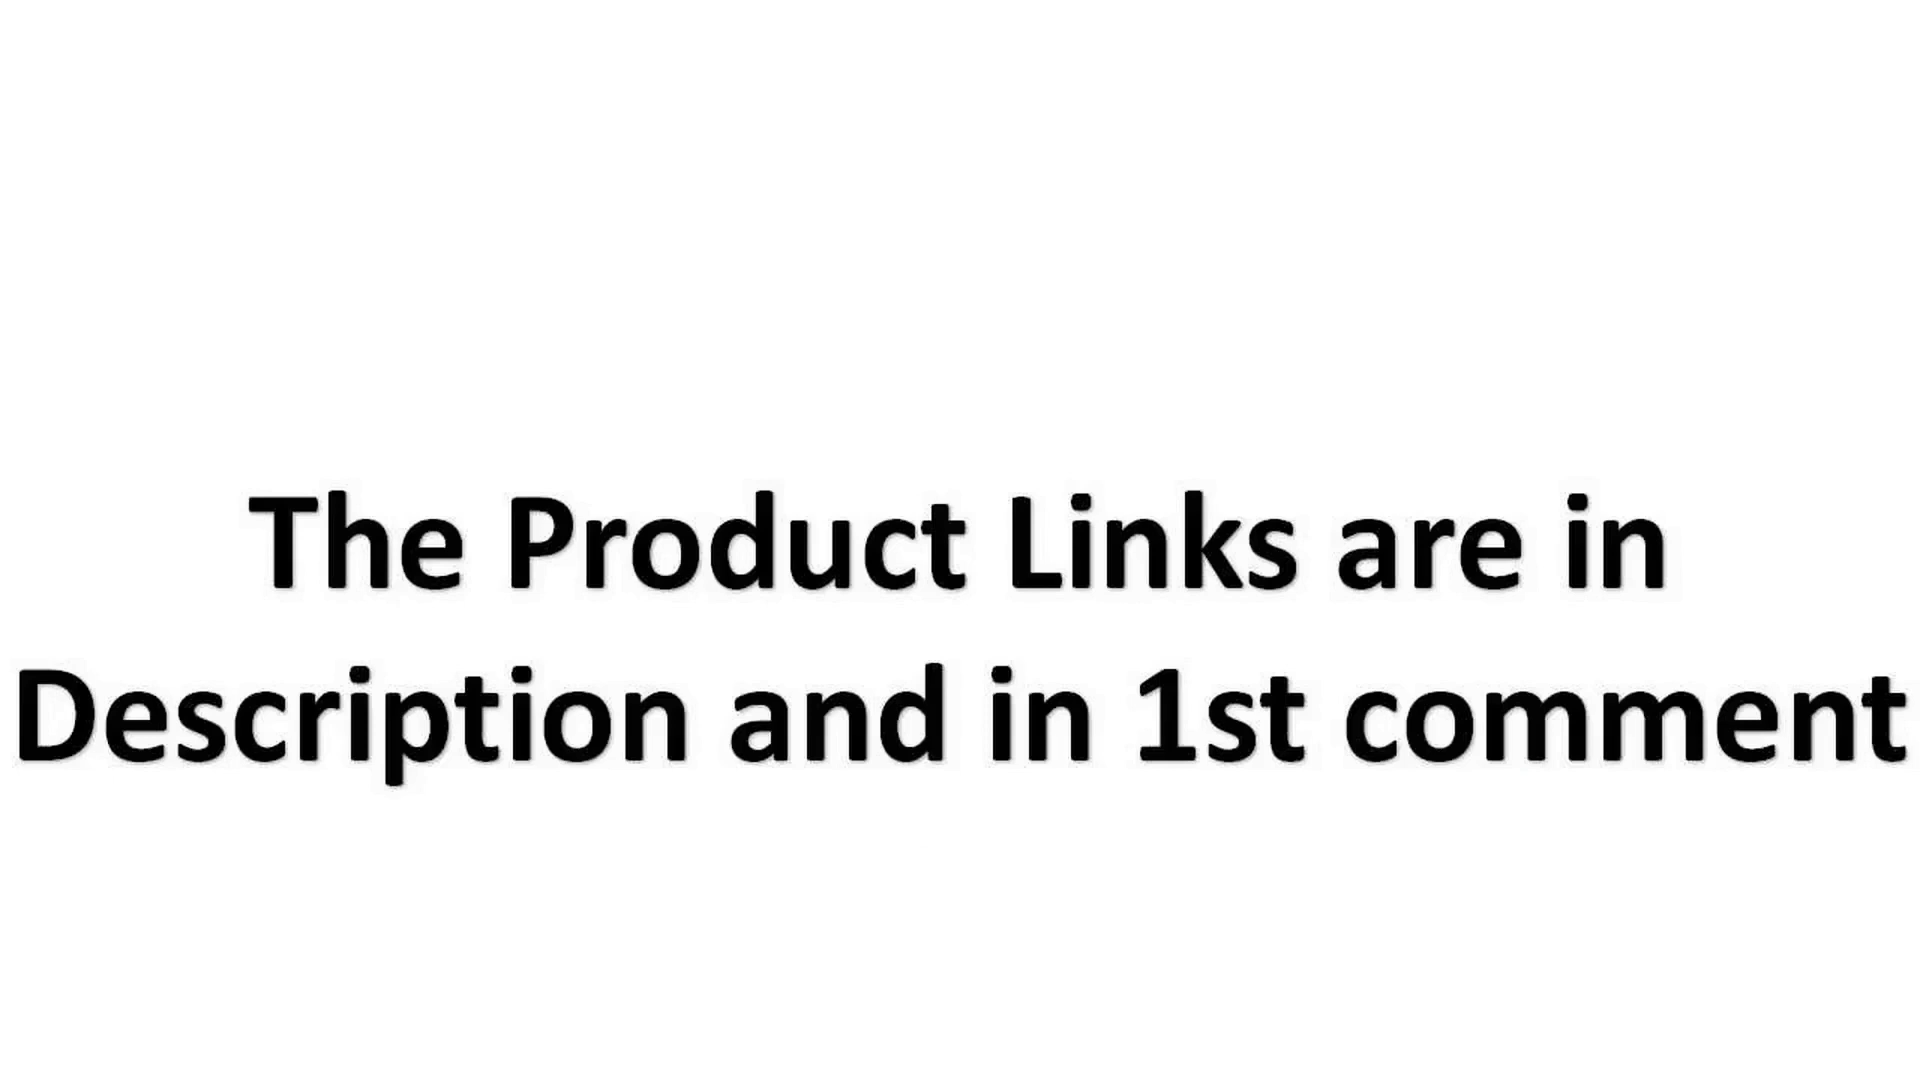 The Product Links are in
Description and in 1st comment